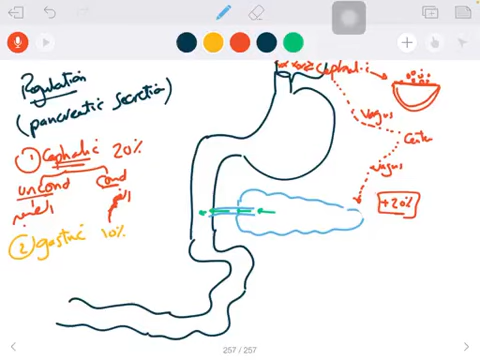 Regulation
(pancreatic secretion)
① Cephalic 20%
uncond cond
② gastric 10%
Cephalic
Vagus
Center
Vagus
+20%
257 / 257